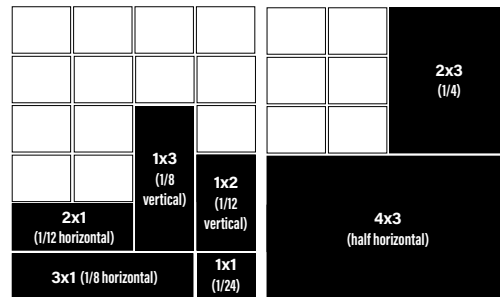 2x3
(1/4)
1x3
(1/8
vertical)
1x2
(1/12
vertical)
2x1
(1/12 horizontal)
4x3
(half horizontal)
3x1 (1/8 horizontal)
1x1
(1/24)